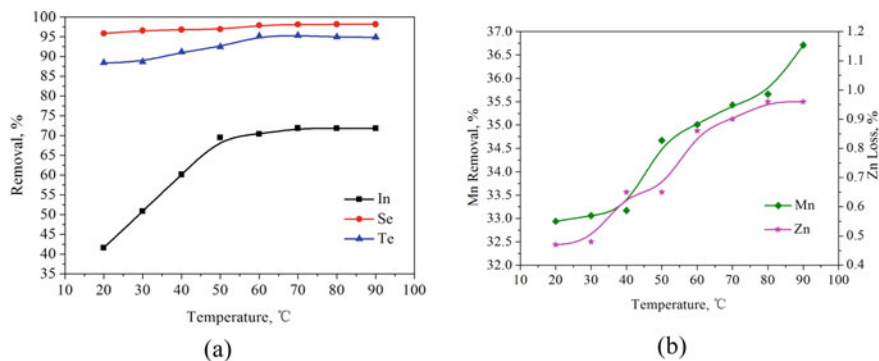 100
95
90
85
80
75
70
65
60
55
50
45
40
35
Removal, %
In
Se
Te
10 20 30 40 50 60 70 80 90 100
Temperature, ℃
(a)
37.0
36.5
36.0
35.5
35.0
34.5
34.0
33.5
33.0
32.5
32.0
Mn Removal, %
Mn
Zn
1.2
1.1
1.0
0.9
0.8
0.7
0.6
0.5
0.4
Zn Loss, %
10 20 30 40 50 60 70 80 90 100
Temperature, ℃
(b)